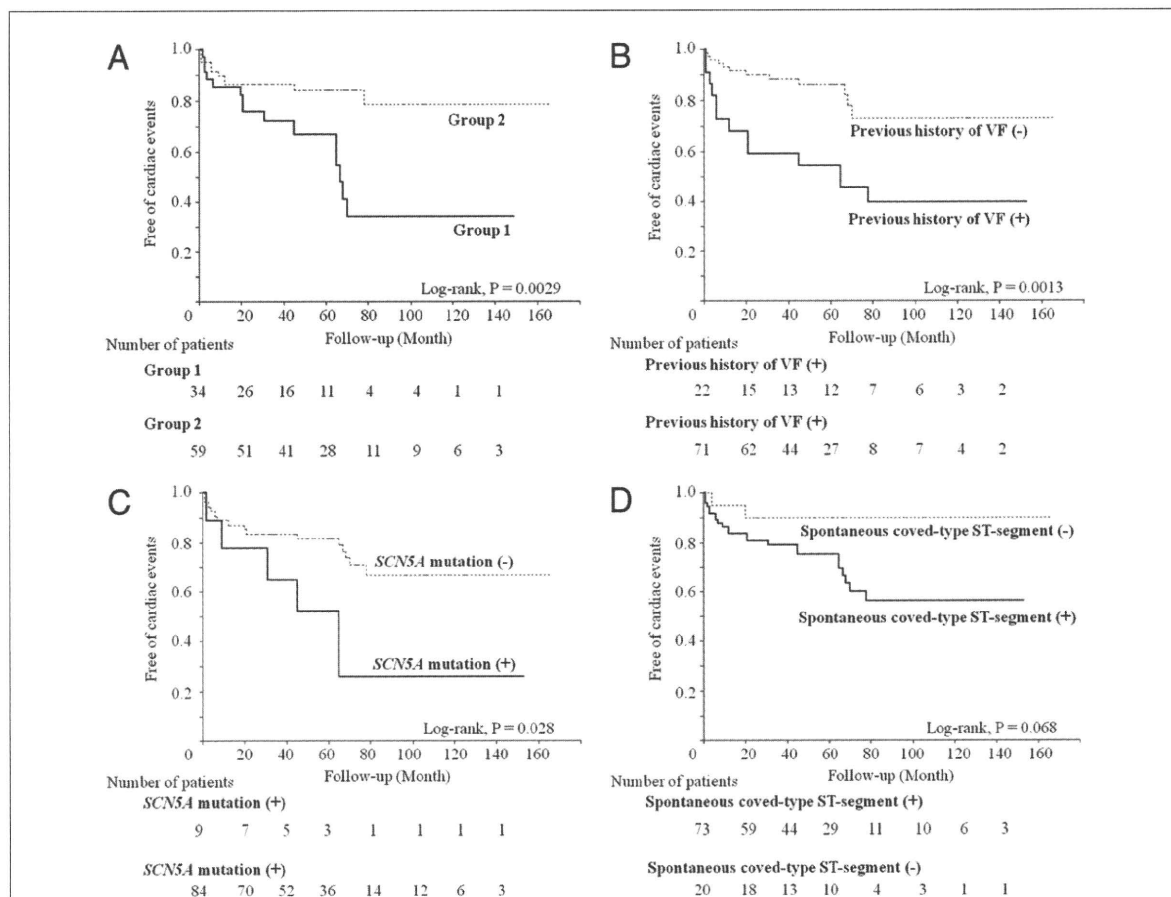 A
1.0
0.8
0.6
0.4
0.2
Free of cardiac events
Group 2
Group 1
Log-rank, P = 0.0029
0 20 40 60 80 100 120 140 160
Follow-up (Month)
Number of patients
Group 1
34 26 16 11 4 4 1 1
Group 2
59 51 41 28 11 9 6 3
B
1.0
0.8
0.6
0.4
0.2
Free of cardiac events
Previous history of VF (-)
Previous history of VF (+)
Log-rank, P = 0.0013
0 20 40 60 80 100 120 140 160
Follow-up (Month)
Number of patients
Previous history of VF (+)
22 15 13 12 7 6 3 2
Previous history of VF (+)
71 62 44 27 8 7 4 2
C
1.0
0.8
0.6
0.4
0.2
Free of cardiac events
SCN5A mutation (-)
SCN5A mutation (+)
Log-rank, P = 0.028
0 20 40 60 80 100 120 140 160
Follow-up (Month)
Number of patients
SCN5A mutation (+)
9 7 5 3 1 1 1 1
SCN5A mutation (+)
84 70 52 36 14 12 6 3
D
1.0
0.8
0.6
0.4
0.2
Free of cardiac events
Spontaneous coved-type ST-segment (-)
Spontaneous coved-type ST-segment (+)
Log-rank, P = 0.068
0 20 40 60 80 100 120 140 160
Follow-up (Month)
Number of patients
Spontaneous coved-type ST-segment (+)
73 59 44 29 11 10 6 3
Spontaneous coved-type ST-segment (-)
20 18 13 10 4 3 1 1